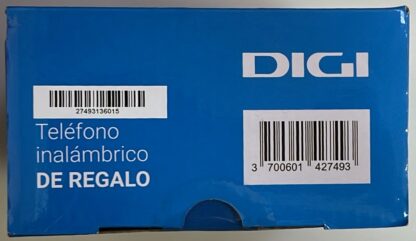 DIGI
27493136015
Teléfono
inalámbrico
DE REGALO
3 700601 427493